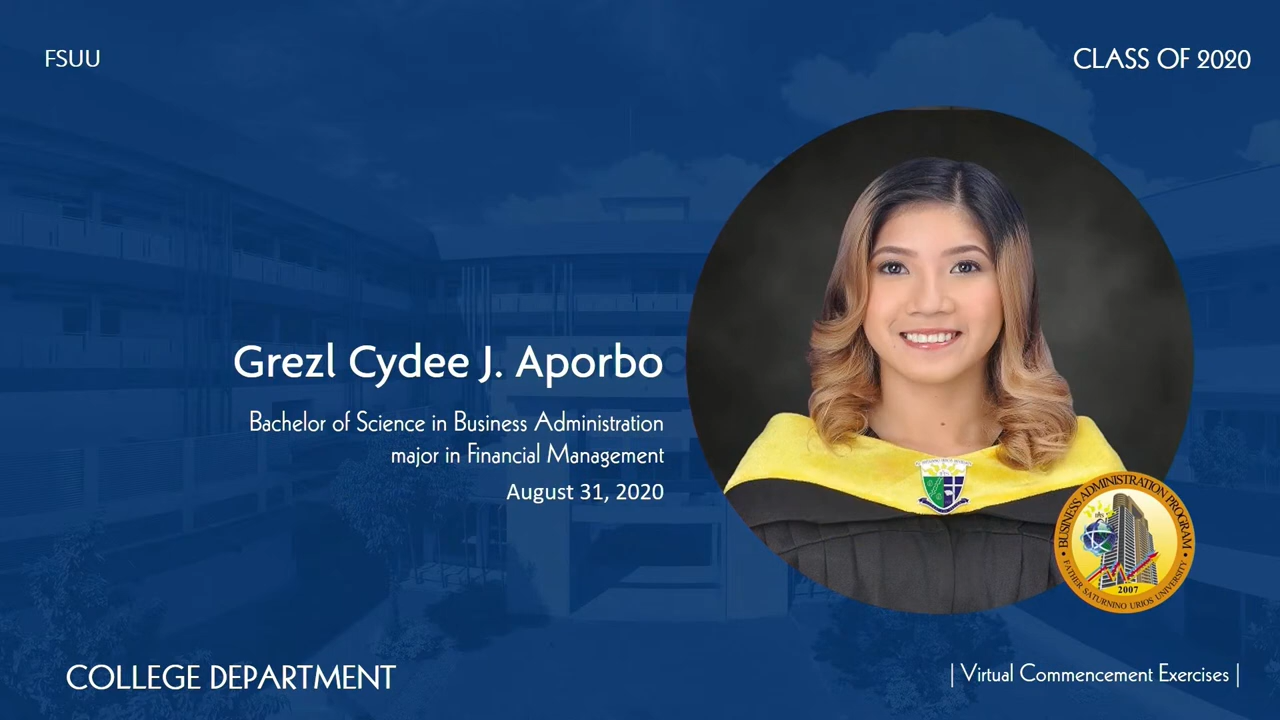 FSUU
CLASS OF 2020
Grezl Cydee J. Aporbo
Bachelor of Science in Business Administration
major in Financial Management
August 31, 2020
BUSINESS ADMINISTRATION PROGRAM
2007
FATHER SATURNINO URIOS UNIVERSITY
COLLEGE DEPARTMENT
| Virtual Commencement Exercises |